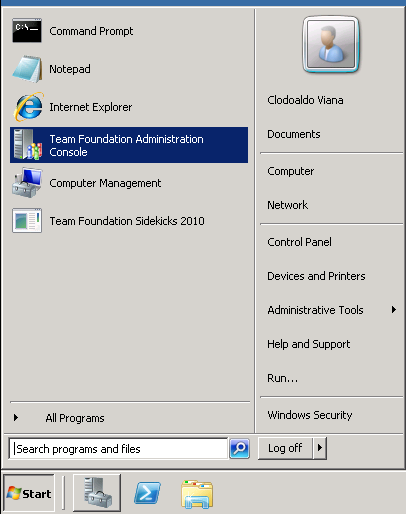 Command Prompt
Notepad
Internet Explorer
Team Foundation Administration
Console
Computer Management
Team Foundation Sidekicks 2010
All Programs
Search programs and files
Clodoaldo Viana
Documents
Computer
Network
Control Panel
Devices and Printers
Administrative Tools
Help and Support
Run...
Windows Security
Log off
Start